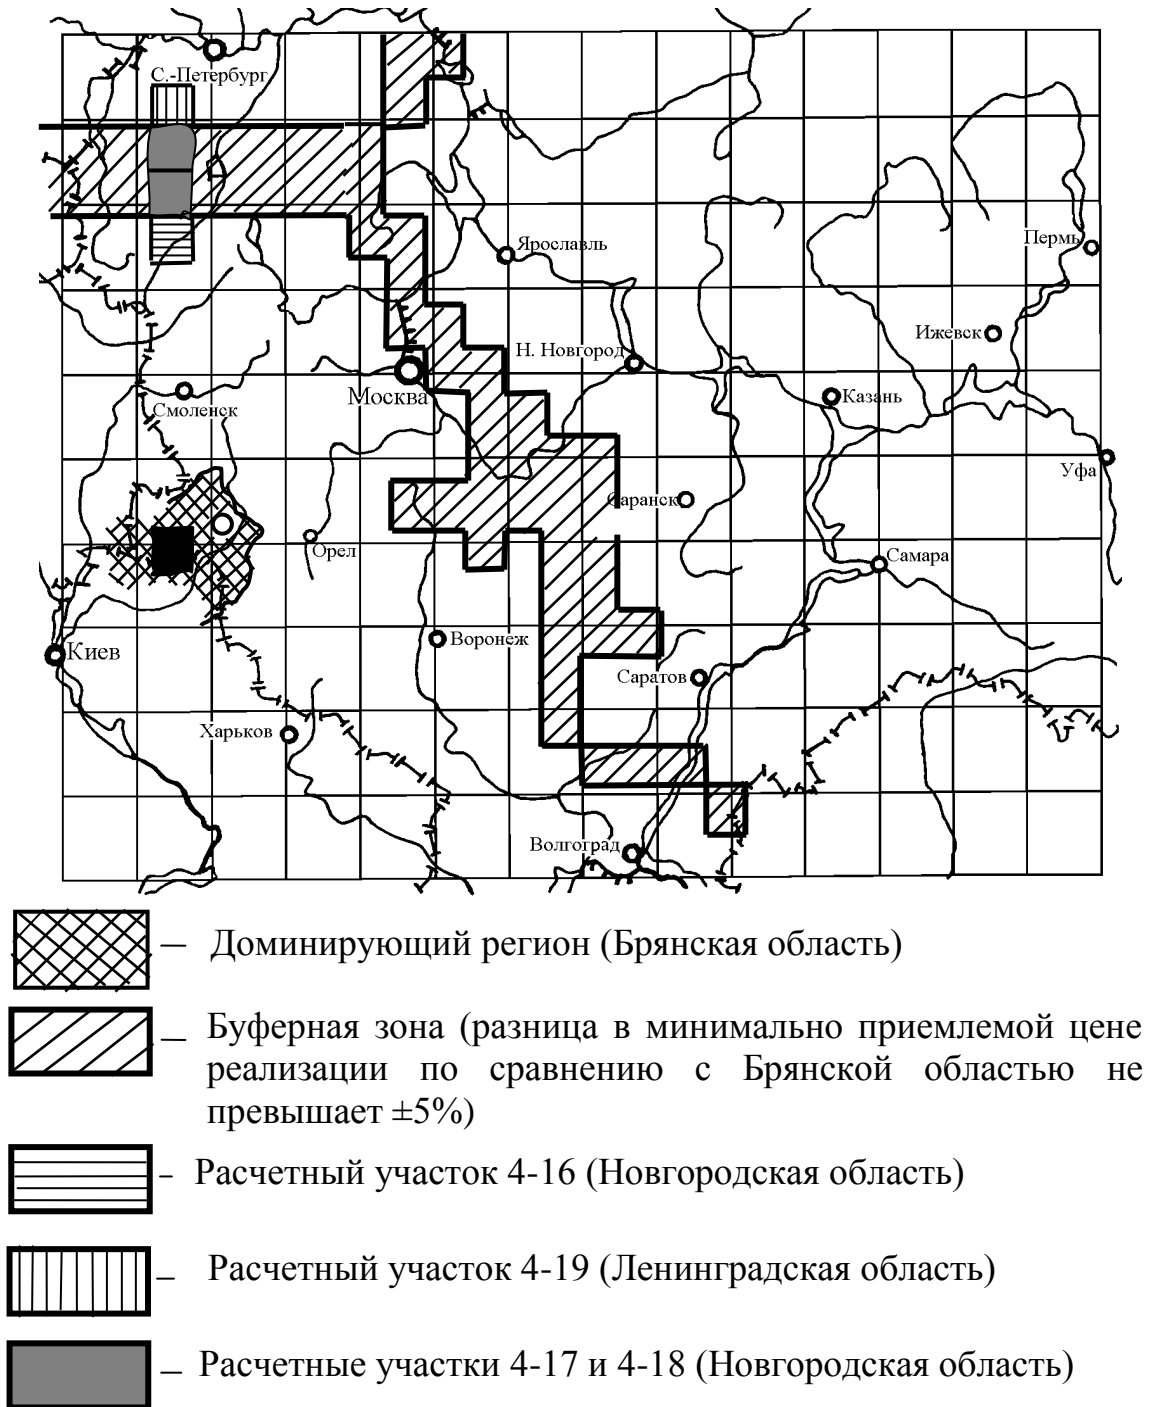 С.-Петербург
Ярославль
Пермь
Ижевск
Н. Новгород
Москва
Казань
Смоленск
Уфа
Саранск
Орел
Самара
Киев
Воронеж
Саратов
Харьков
Волгоград
— Доминирующий регион (Брянская область)
— Буферная зона (разница в минимально приемлемой цене
реализации по сравнению с Брянской областью не
превышает ±5%)
- Расчетный участок 4-16 (Новгородская область)
– Расчетный участок 4-19 (Ленинградская область)
– Расчетные участки 4-17 и 4-18 (Новгородская область)